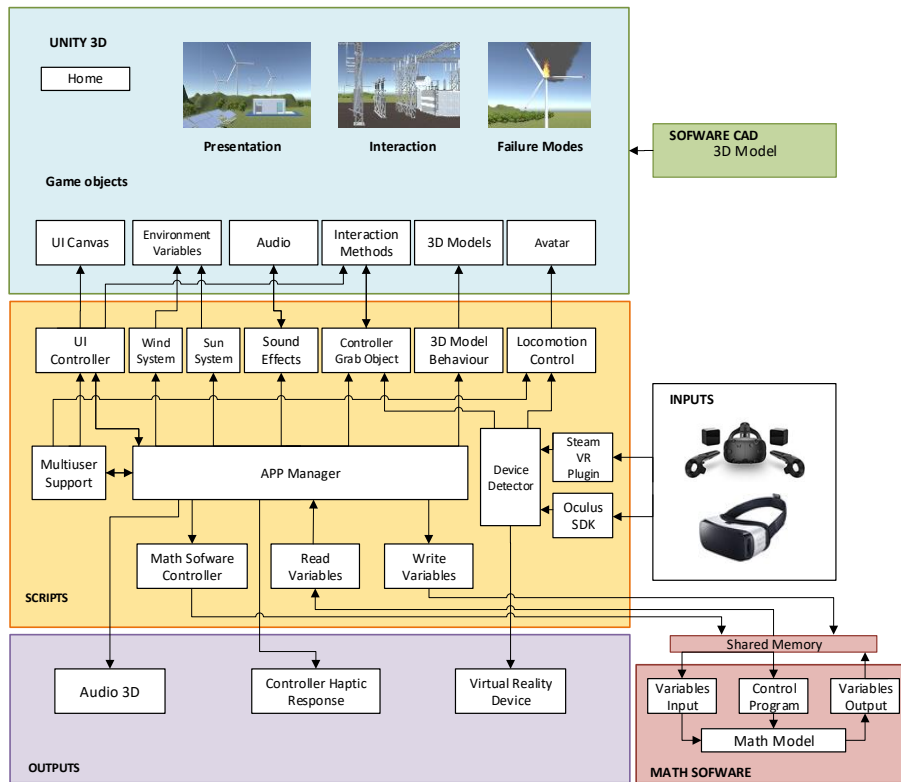 UNITY 3D
Home
Presentation
Interaction
Failure Modes
SOFWARE CAD
3D Model
Game objects
UI Canvas
Environment
Variables
Audio
Interaction
Methods
3D Models
Avatar
UI
Controller
Wind
System
Sun
System
Sound
Effects
Controller
Grab Object
3D Model
Behaviour
Locomotion
Control
INPUTS
Multiuser
Support
APP Manager
Device
Detector
Steam
VR
Plugin
Oculus
SDK
Math Sofware
Controller
Read
Variables
Write
Variables
SCRIPTS
Shared Memory
Audio 3D
Controller Haptic
Response
Virtual Reality
Device
Variables
Input
Control
Program
Variables
Output
Math Model
OUTPUTS
MATH SOFWARE